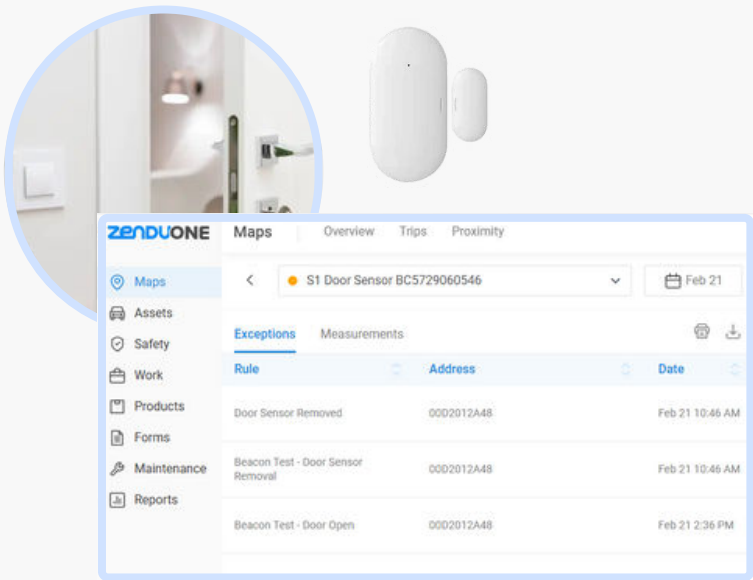 ZENDUONE
Maps Overview Trips Proximity
Maps
S1 Door Sensor BC5729060546 Feb 21
Assets
Safety
Exceptions Measurements
Work
Rule Address Date
Products
Door Sensor Removed 00D2012A48 Feb 21 10:46 AM
Forms
Maintenance
Beacon Test - Door Sensor
Removal
00D2012A48 Feb 21 10:46 AM
Reports
Beacon Test - Door Open 00D2012A48 Feb 21 2:36 PM